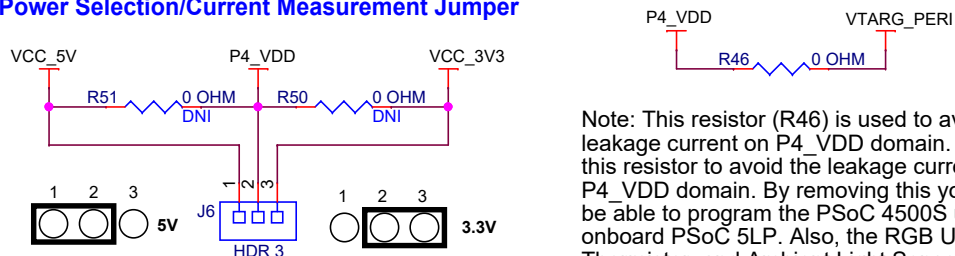 Power Selection/Current Measurement Jumper
VCC_5V P4_VDD VCC_3V3
R51 0 OHM R50 0 OHM
DNI DNI
1 2 3
1 2 3 J6 1 2 3
5V 3.3V
HDR 3
P4_VDD VTARG_PERI
R46 0 OHM
Note: This resistor (R46) is used to
leakage current on P4_VDD domain.
this resistor to avoid the leakage
P4_VDD domain. By removing this
be able to program the PSoC 4500S
onboard PSoC 5LP. Also, the RGB